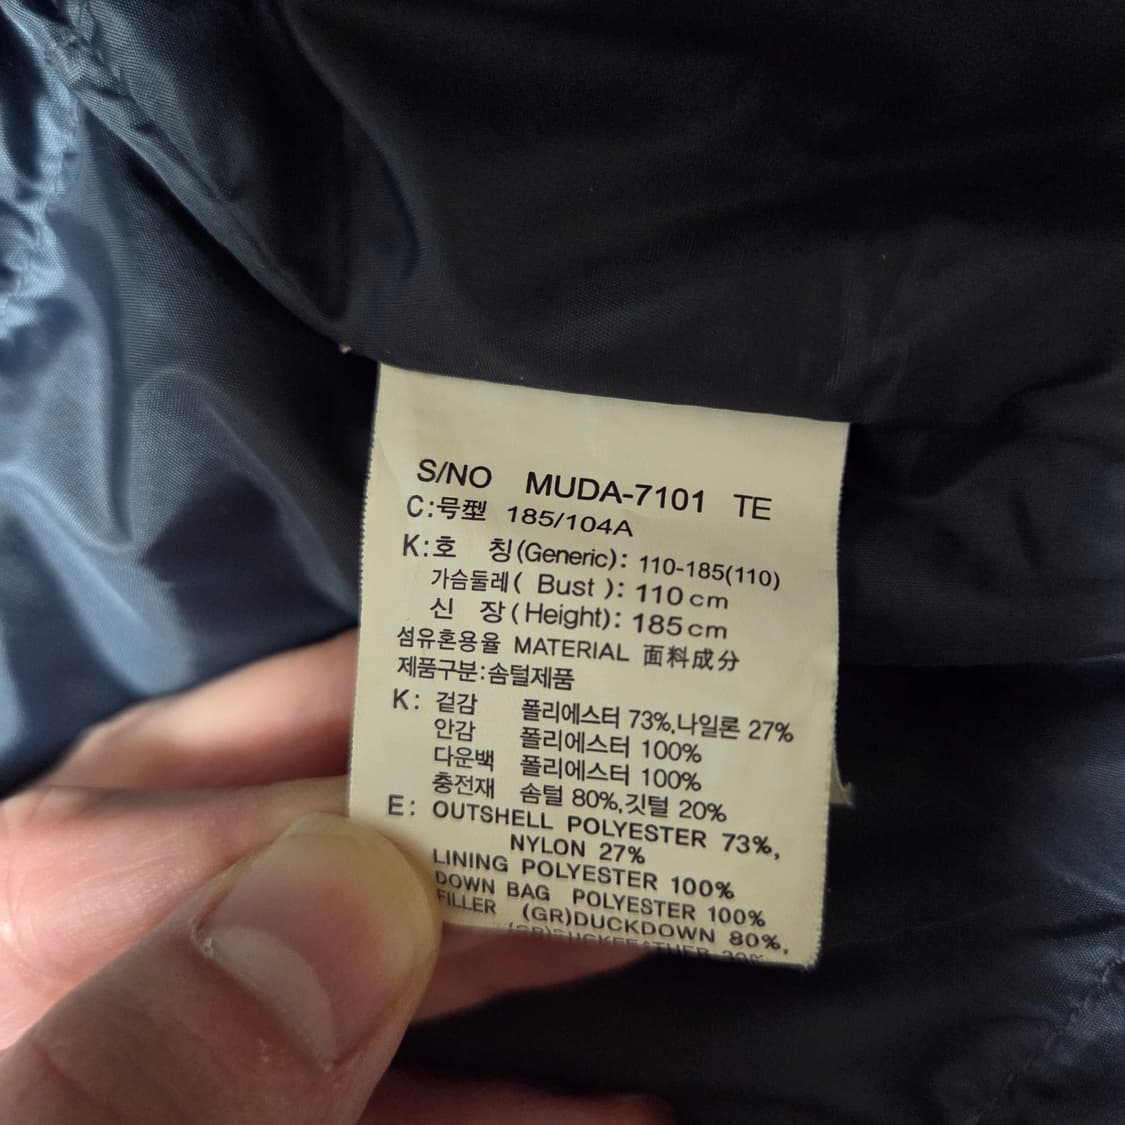 S/NO MUDA-7101 TE
C:号型 185/104A
K:호 칭(Generic): 110-185(110)
가슴둘레( Bust ): 110cm
신 장(Height): 185cm
섬유혼용율 MATERIAL 面料成分
제품구분:솜털제품
K: 겉감 폴리에스터 73%,나일론 27%
안감 폴리에스터 100%
다운백 폴리에스터 100%
충전재 솜털 80%,깃털 20%
E: OUTSHELL POLYESTER 73%,
NYLON 27%
LINING POLYESTER 100%
DOWN BAG POLYESTER 100%
FILLER (GR)DUCKDOWN 80%,
(GR)DUCKFEATHER 20%